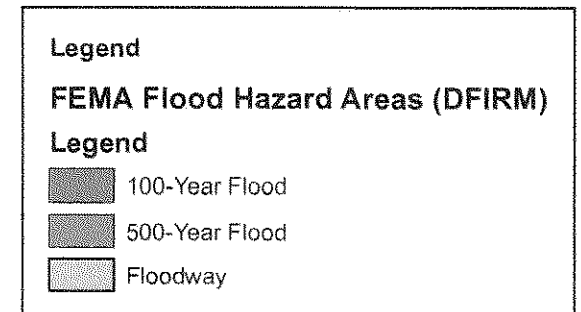 Legend
FEMA Flood Hazard Areas (DFIRM)
Legend
100-Year Flood
500-Year Flood
Floodway